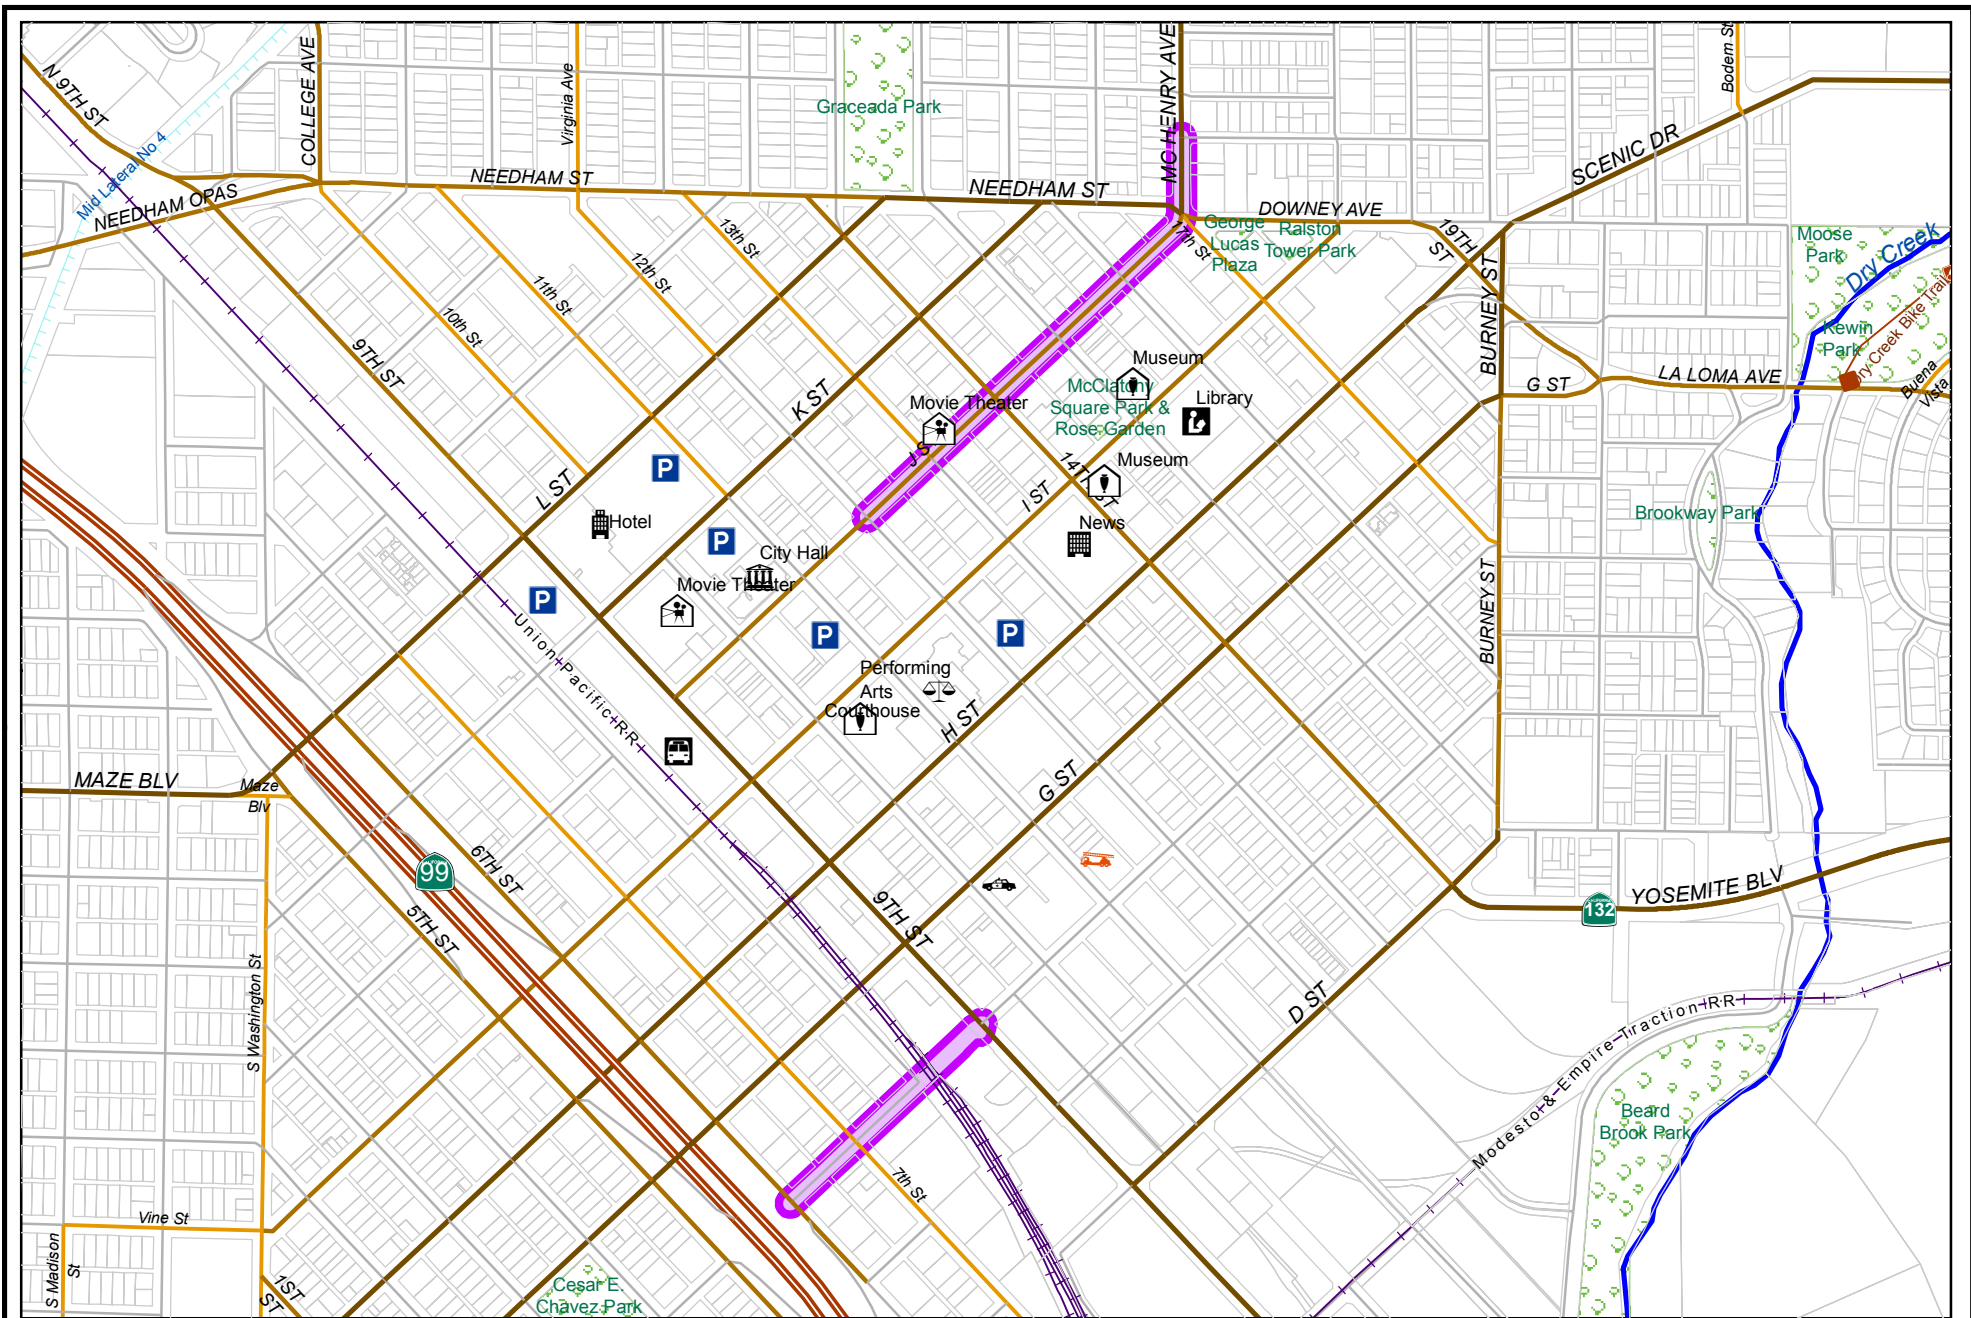 N 9TH ST
COLLEGE AVE
Virginia Ave
Graceada Park
MC HENRY AVE
Bodem St
SCENIC DR
Mid Lateral No 4
NEEDHAM OPAS
NEEDHAM ST
NEEDHAM ST
DOWNEY AVE
George
Lucas
Plaza
Ralston
Tower Park
17th St
19TH
ST
Moose
Park
Dry Creek
Kewin
Park
Dry Creek Bike Trail
Buena
Vista
13th St
12th St
11th St
10th St
9TH ST
K ST
L ST
BURNEY ST
G ST
LA LOMA AVE
Museum
McClatchy
Square Park &
Rose Garden
Library
Movie Theater
J S
Museum
14TH ST
I ST
News
P
Hotel
P
City Hall
Movie Theater
P
P
P
Brookway Park
BURNEY ST
Union Pacific RR
Performing
Arts
Courthouse
H ST
G ST
MAZE BLV
Maze
Blv
99
6TH ST
5TH ST
9TH ST
CALIFORNIA
132
YOSEMITE BLV
S Washington St
D ST
Modesto & Empire Traction RR
Beard
Brook Park
7th St
Vine St
S Madison
St
1ST
ST
Cesar E.
Chavez Park